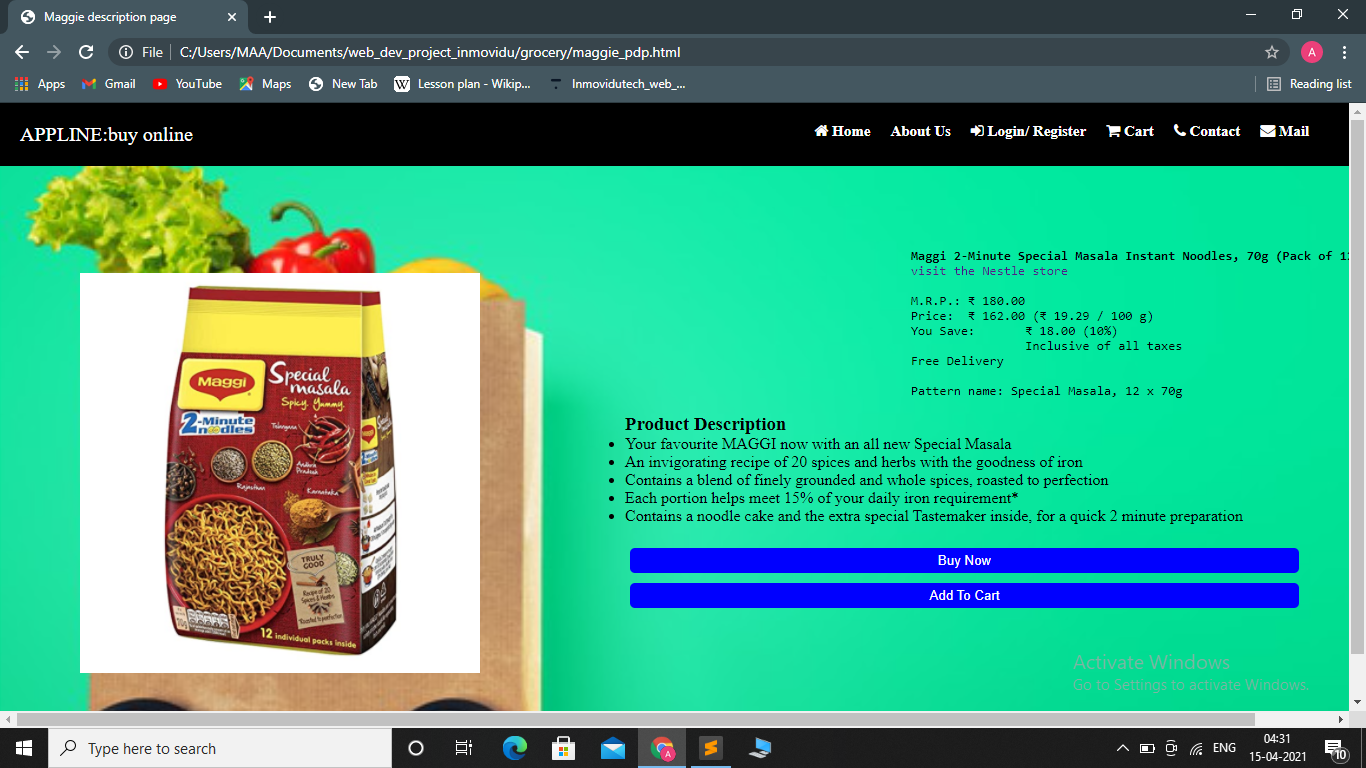 Maggie description page
File
C:/Users/MAA/Documents/web_dev_project_inmovidu/grocery/maggie_pdp.html
A
Apps Gmail YouTube Maps New Tab Lesson plan - Wikip... Inmovidutech_web_... Reading list
APPLINE:buy online
Home About Us Login/ Register Cart Contact Mail
Maggi 2-Minute Special Masala Instant Noodles, 70g (Pack of
visit the Nestle store
M.R.P.: ₹ 180.00
Price: ₹ 162.00 (₹ 19.29 / 100 g)
You Save: ₹ 18.00 (10%)
Inclusive of all taxes
Free Delivery
Pattern name: Special Masala, 12 x 70g
Maggi
Special
masala
Spicy. Yummy.
2-Minute
noodles
Telangana
Andhra
Pradesh
Rajasthan
Karnataka
TRULY
GOOD
Recipe of 20
Spices & Herbs
*Roasted to perfection
12 individual packs inside
Product Description
Your favourite MAGGI now with an all new Special Masala
An invigorating recipe of 20 spices and herbs with the goodness of iron
Contains a blend of finely grounded and whole spices, roasted to perfection
Each portion helps meet 15% of your daily iron requirement*
Contains a noodle cake and the extra special Tastemaker inside, for a quick 2 minute preparation
Buy Now
Add To Cart
Activate Windows
Go to Settings to activate Windows.
Type here to search
A
ENG
04:31
15-04-2021
10